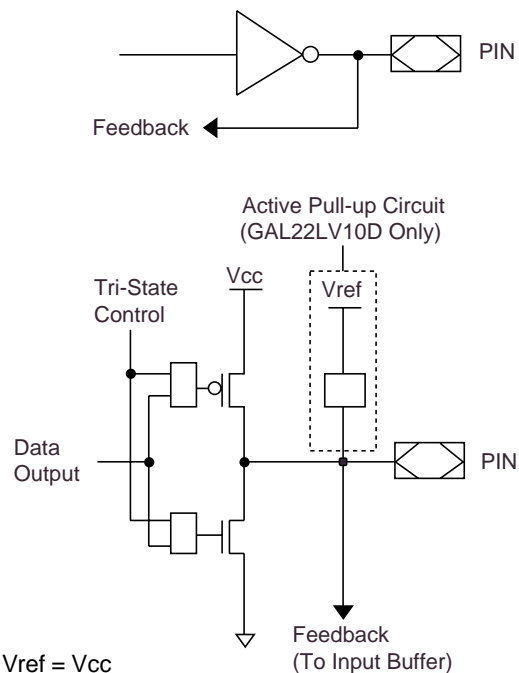 PIN
Feedback
Active Pull-up Circuit
(GAL22LV10D Only)
Vcc
Vref
Tri-State
Control
Data
Output
PIN
Feedback
(To Input Buffer)
Vref = Vcc